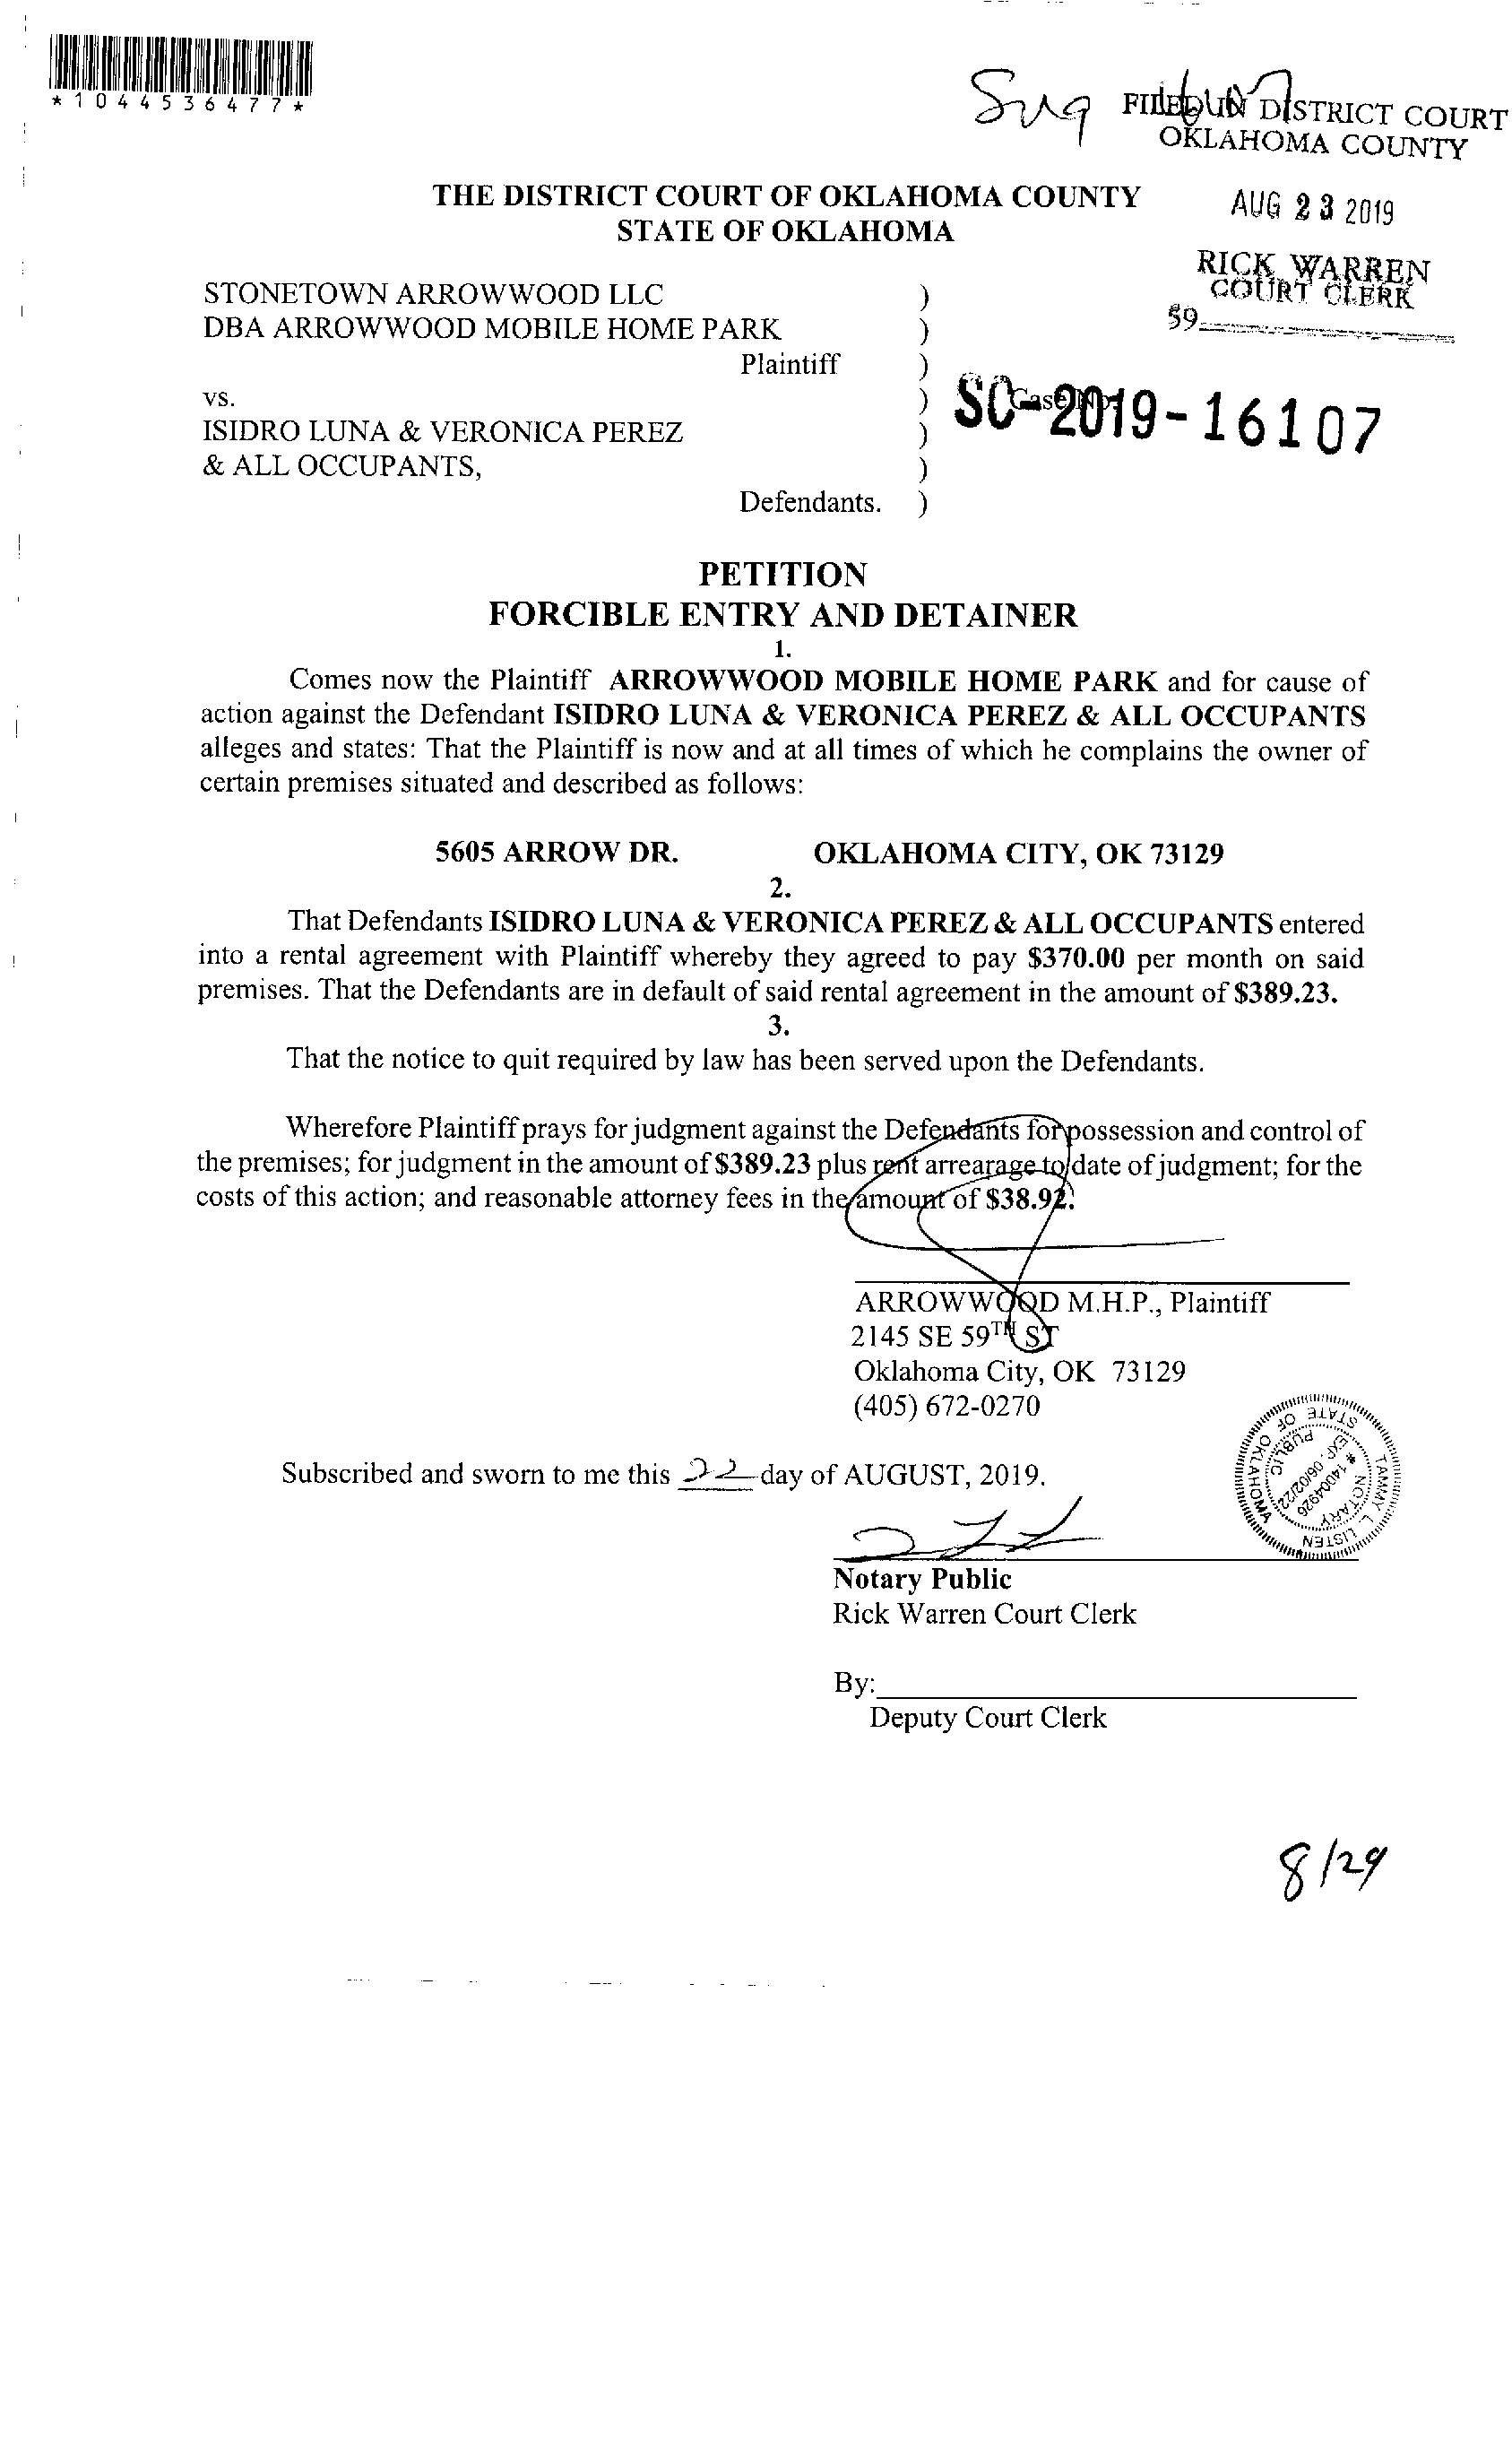 *1044536477*
FILED IN DISTRICT COURT
OKLAHOMA COUNTY
THE DISTRICT COURT OF OKLAHOMA COUNTY
STATE OF OKLAHOMA
AUG 23 2019
RICK WARREN
COURT CLERK
59
STONETOWN ARROWWOOD LLC )
DBA ARROWWOOD MOBILE HOME PARK )
Plaintiff )
vs. ) Case No.
SC-2019-16107
ISIDRO LUNA & VERONICA PEREZ )
& ALL OCCUPANTS, )
Defendants. )
PETITION
FORCIBLE ENTRY AND DETAINER
1.
Comes now the Plaintiff ARROWWOOD MOBILE HOME PARK and for cause of
action against the Defendant ISIDRO LUNA & VERONICA PEREZ & ALL OCCUPANTS
alleges and states: That the Plaintiff is now and at all times of which he complains the owner of
certain premises situated and described as follows:
5605 ARROW DR. OKLAHOMA CITY, OK 73129
2.
That Defendants ISIDRO LUNA & VERONICA PEREZ & ALL OCCUPANTS entered
into a rental agreement with Plaintiff whereby they agreed to pay $370.00 per month on said
premises. That the Defendants are in default of said rental agreement in the amount of $389.23.
3.
That the notice to quit required by law has been served upon the Defendants.
Wherefore Plaintiff prays for judgment against the Defendants for possession and control of
the premises; for judgment in the amount of $389.23 plus rent arrearage to date of judgment; for the
costs of this action; and reasonable attorney fees in the amount of $38.92.
ARROWWOOD M.H.P., Plaintiff
2145 SE 59TH ST
Oklahoma City, OK 73129
(405) 672-0270
Subscribed and sworn to me this 22 day of AUGUST, 2019.
TAMMY L. LISTEN
STATE OF OKLAHOMA
NOTARY PUBLIC
# 14004926
EXP. 06/02/22
Notary Public
Rick Warren Court Clerk
By:
Deputy Court Clerk
8/29